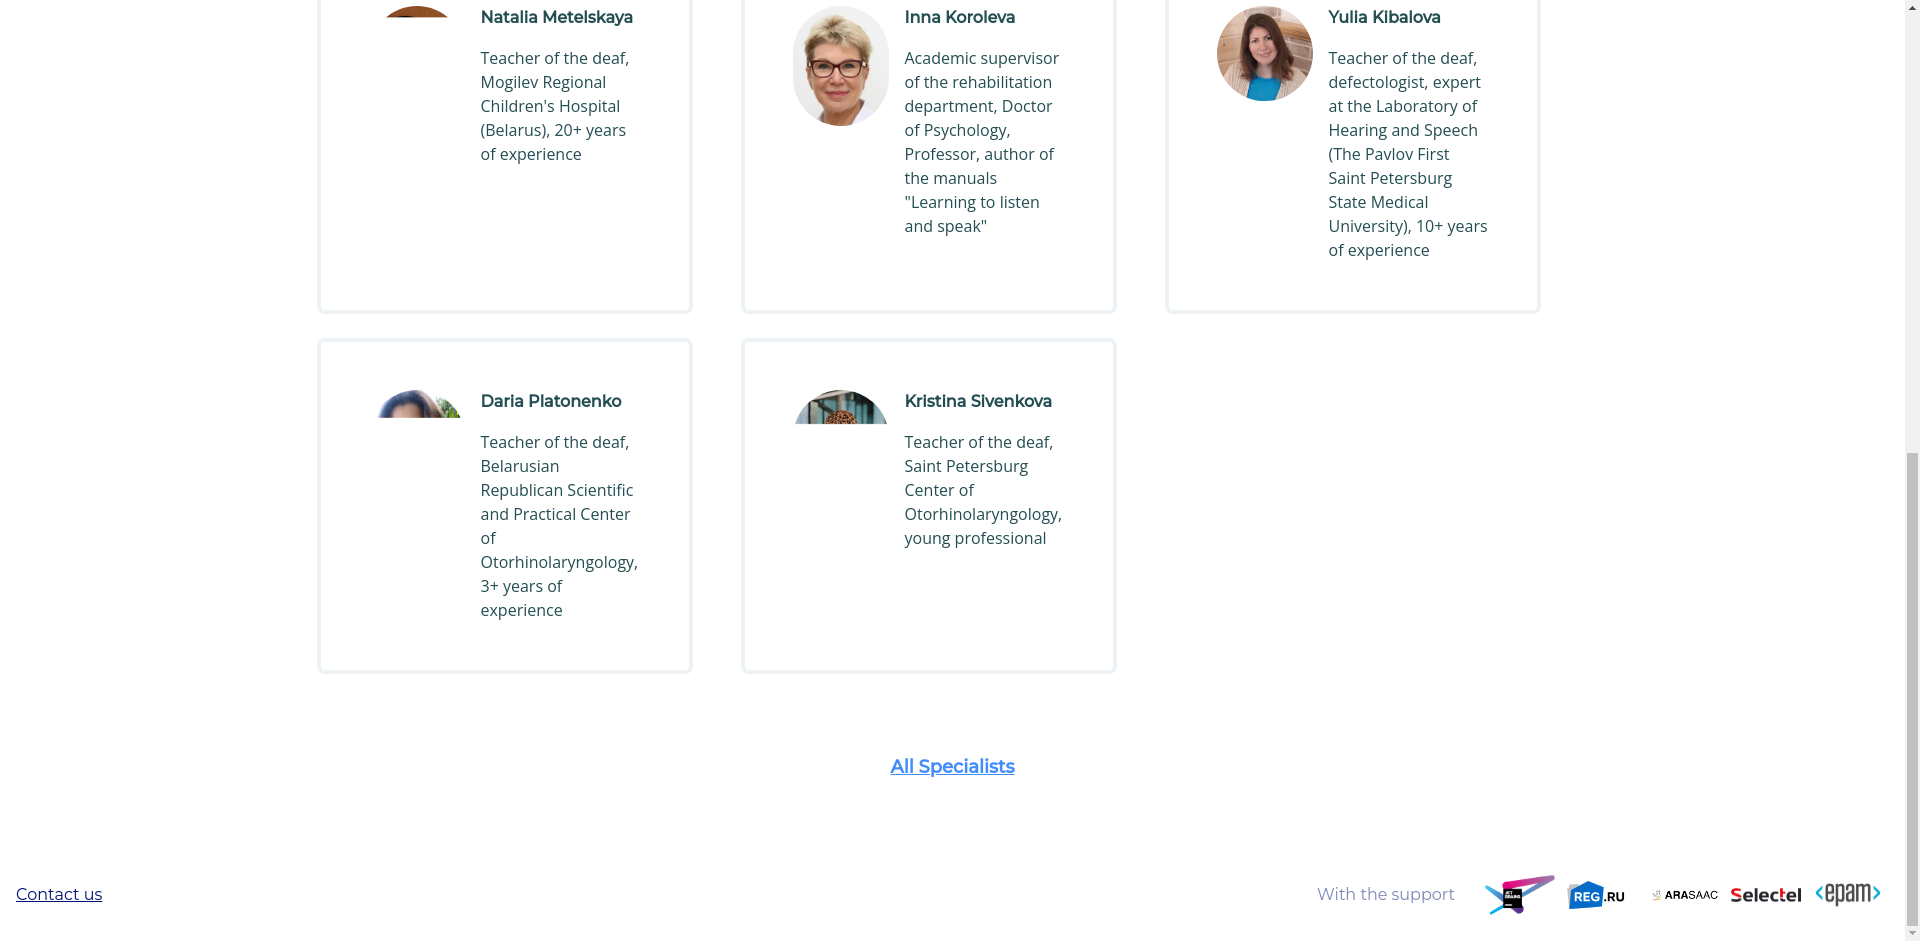 Natalia Metelskaya
Teacher of the deaf,
Mogilev Regional
Children's Hospital
(Belarus), 20+ years
of experience
Inna Koroleva
Academic supervisor
of the rehabilitation
department, Doctor
of Psychology,
Professor, author of
the manuals
"Learning to listen
and speak"
Yulia Kibalova
Teacher of the deaf,
defectologist, expert
at the Laboratory of
Hearing and Speech
(The Pavlov First
Saint Petersburg
State Medical
University), 10+ years
of experience
Daria Platonenko
Teacher of the deaf,
Belarusian
Republican Scientific
and Practical Center
of
Otorhinolaryngology,
3+ years of
experience
Kristina Sivenkova
Teacher of the deaf,
Saint Petersburg
Center of
Otorhinolaryngology,
young professional
All Specialists
Contact us
With the support
JET
BRAINS
REG.RU
ARASAAC
Selectel
<epam>